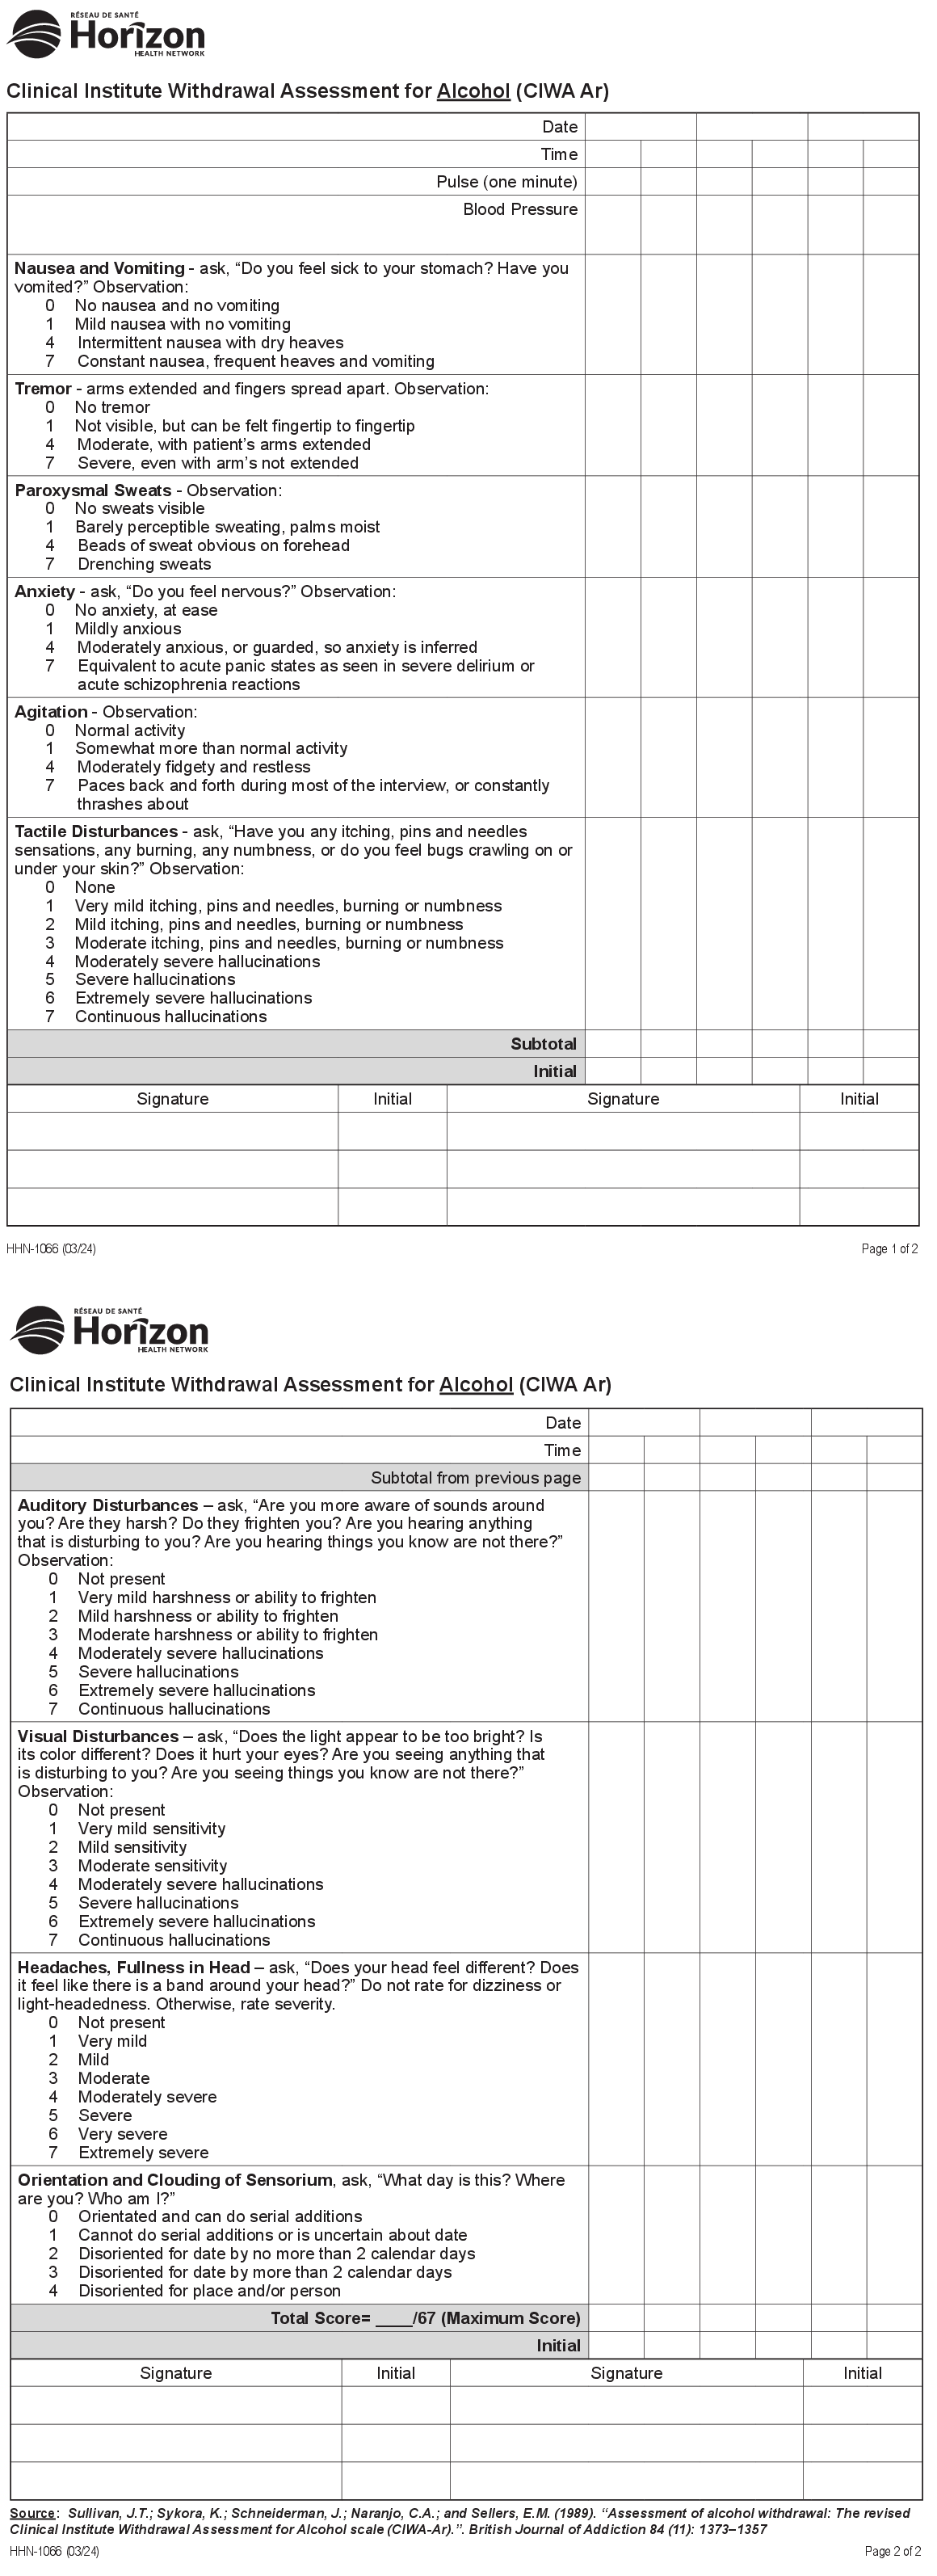 RÉSEAU DE SANTÉ
Horizon
HEALTH NETWORK
Clinical Institute Withdrawal Assessment for Alcohol (CIWA Ar)
Date
Time
Pulse (one minute)
Blood Pressure
Nausea and Vomiting - ask, “Do you feel sick to your stomach? Have you
vomited?” Observation:
0 No nausea and no vomiting
1 Mild nausea with no vomiting
4 Intermittent nausea with dry heaves
7 Constant nausea, frequent heaves and vomiting
Tremor - arms extended and fingers spread apart. Observation:
0 No tremor
1 Not visible, but can be felt fingertip to fingertip
4 Moderate, with patient’s arms extended
7 Severe, even with arm’s not extended
Paroxysmal Sweats - Observation:
0 No sweats visible
1 Barely perceptible sweating, palms moist
4 Beads of sweat obvious on forehead
7 Drenching sweats
Anxiety - ask, “Do you feel nervous?” Observation:
0 No anxiety, at ease
1 Mildly anxious
4 Moderately anxious, or guarded, so anxiety is inferred
7 Equivalent to acute panic states as seen in severe delirium or
acute schizophrenia reactions
Agitation - Observation:
0 Normal activity
1 Somewhat more than normal activity
4 Moderately fidgety and restless
7 Paces back and forth during most of the interview, or constantly
thrashes about
Tactile Disturbances - ask, “Have you any itching, pins and needles
sensations, any burning, any numbness, or do you feel bugs crawling on or
under your skin?” Observation:
0 None
1 Very mild itching, pins and needles, burning or numbness
2 Mild itching, pins and needles, burning or numbness
3 Moderate itching, pins and needles, burning or numbness
4 Moderately severe hallucinations
5 Severe hallucinations
6 Extremely severe hallucinations
7 Continuous hallucinations
Subtotal
Initial
Signature Initial Signature Initial
HHN-1066 (03/24) Page 1 of 2
RÉSEAU DE SANTÉ
Horizon
HEALTH NETWORK
Clinical Institute Withdrawal Assessment for Alcohol (CIWA Ar)
Date
Time
Subtotal from previous page
Auditory Disturbances – ask, “Are you more aware of sounds around
you? Are they harsh? Do they frighten you? Are you hearing anything
that is disturbing to you? Are you hearing things you know are not there?”
Observation:
0 Not present
1 Very mild harshness or ability to frighten
2 Mild harshness or ability to frighten
3 Moderate harshness or ability to frighten
4 Moderately severe hallucinations
5 Severe hallucinations
6 Extremely severe hallucinations
7 Continuous hallucinations
Visual Disturbances – ask, “Does the light appear to be too bright? Is
its color different? Does it hurt your eyes? Are you seeing anything that
is disturbing to you? Are you seeing things you know are not there?”
Observation:
0 Not present
1 Very mild sensitivity
2 Mild sensitivity
3 Moderate sensitivity
4 Moderately severe hallucinations
5 Severe hallucinations
6 Extremely severe hallucinations
7 Continuous hallucinations
Headaches, Fullness in Head – ask, “Does your head feel different? Does
it feel like there is a band around your head?” Do not rate for dizziness or
light-headedness. Otherwise, rate severity.
0 Not present
1 Very mild
2 Mild
3 Moderate
4 Moderately severe
5 Severe
6 Very severe
7 Extremely severe
Orientation and Clouding of Sensorium, ask, “What day is this? Where
are you? Who am I?”
0 Orientated and can do serial additions
1 Cannot do serial additions or is uncertain about date
2 Disoriented for date by no more than 2 calendar days
3 Disoriented for date by more than 2 calendar days
4 Disoriented for place and/or person
Total Score= ____/67 (Maximum Score)
Initial
Signature Initial Signature Initial
Source: Sullivan, J.T.; Sykora, K.; Schneiderman, J.; Naranjo, C.A.; and Sellers, E.M. (1989). “Assessment of alcohol withdrawal: The revised
Clinical Institute Withdrawal Assessment for Alcohol scale (CIWA-Ar).”. British Journal of Addiction 84 (11): 1373–1357
HHN-1066 (03/24) Page 2 of 2